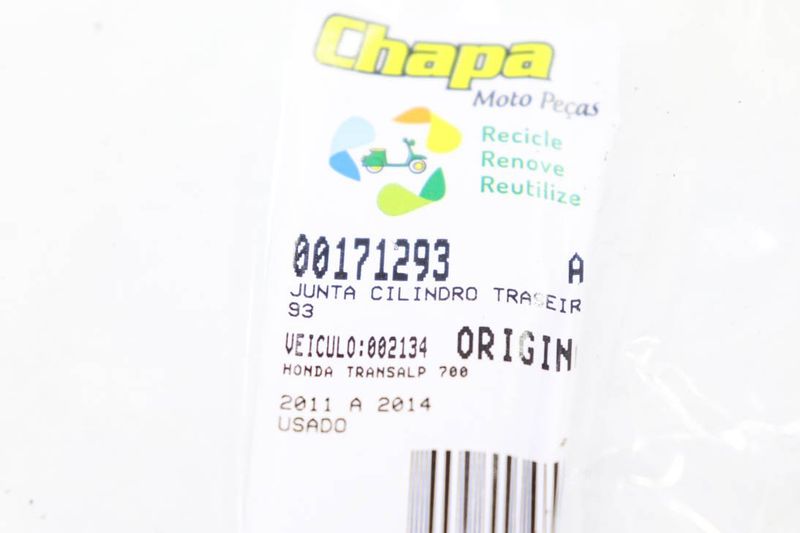 Chapa
Moto Peças
Recicle
Renove
Reutilize
00171293 A
JUNTA CILINDRO TRASEIR
93
VEICULO:002134 ORIGIN
HONDA TRANSALP 700
2011 A 2014
USADO